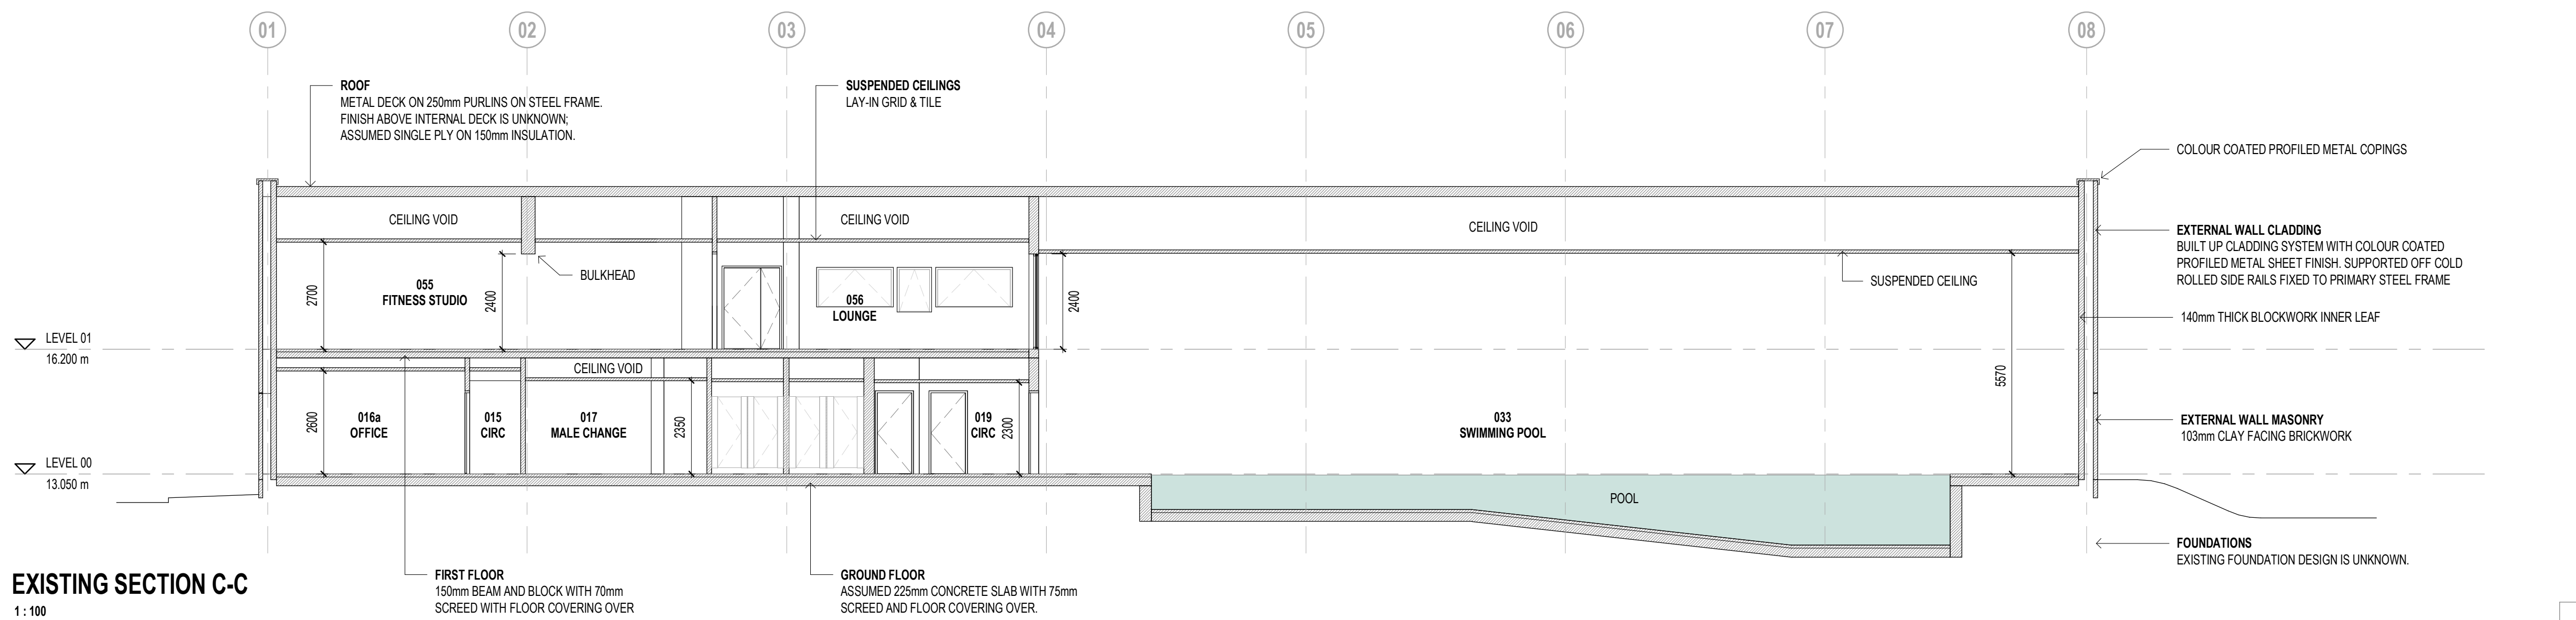 01
02
03
04
05
06
07
08
ROOF
METAL DECK ON 250mm PURLINS ON STEEL FRAME.
FINISH ABOVE INTERNAL DECK IS UNKNOWN;
ASSUMED SINGLE PLY ON 150mm INSULATION.
SUSPENDED CEILINGS
LAY-IN GRID & TILE
COLOUR COATED PROFILED METAL COPINGS
CEILING VOID
CEILING VOID
CEILING VOID
EXTERNAL WALL CLADDING
BUILT UP CLADDING SYSTEM WITH COLOUR COATED
PROFILED METAL SHEET FINISH. SUPPORTED OFF COLD
ROLLED SIDE RAILS FIXED TO PRIMARY STEEL FRAME
BULKHEAD
SUSPENDED CEILING
2700
055
FITNESS STUDIO
2400
056
LOUNGE
2400
140mm THICK BLOCKWORK INNER LEAF
LEVEL 01
16.200 m
CEILING VOID
5570
2600
016a
OFFICE
015
CIRC
017
MALE CHANGE
2350
019
CIRC
2300
033
SWIMMING POOL
EXTERNAL WALL MASONRY
103mm CLAY FACING BRICKWORK
LEVEL 00
13.050 m
POOL
FOUNDATIONS
EXISTING FOUNDATION DESIGN IS UNKNOWN.
FIRST FLOOR
150mm BEAM AND BLOCK WITH 70mm
SCREED WITH FLOOR COVERING OVER
GROUND FLOOR
ASSUMED 225mm CONCRETE SLAB WITH 75mm
SCREED AND FLOOR COVERING OVER.
EXISTING SECTION C-C
1 : 100